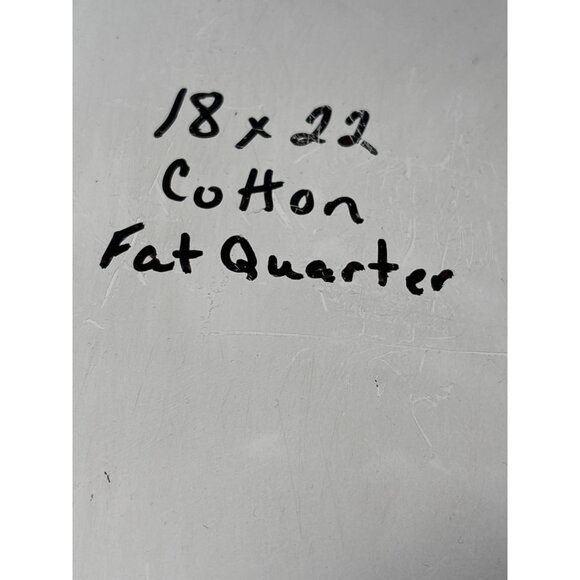 18 x 22
Cotton
Fat Quarter